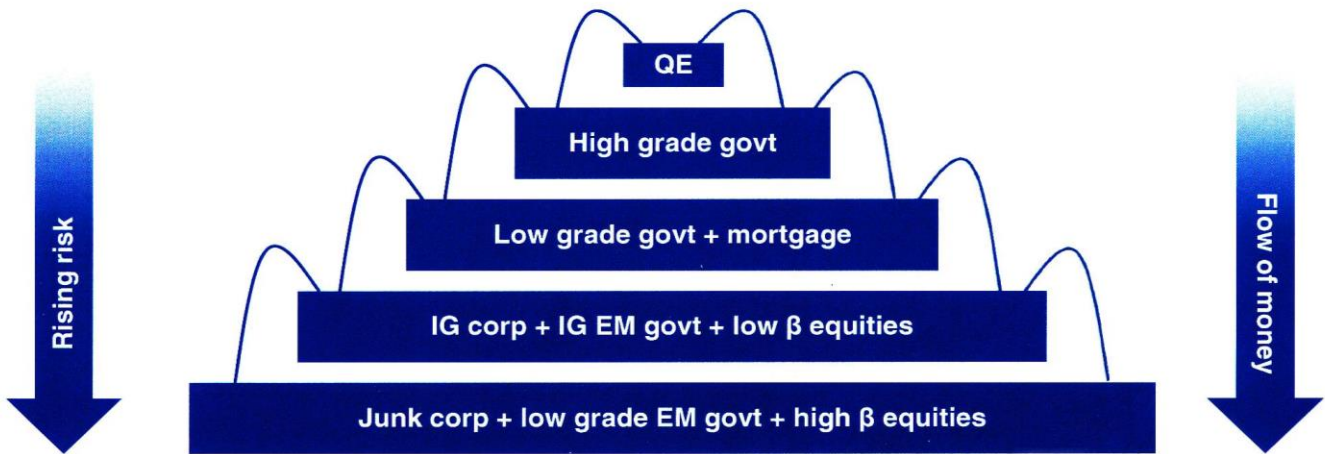 QE
High grade govt
Low grade govt + mortgage
IG corp + IG EM govt + low β equities
Junk corp + low grade EM govt + high β equities
Rising risk
Flow of money